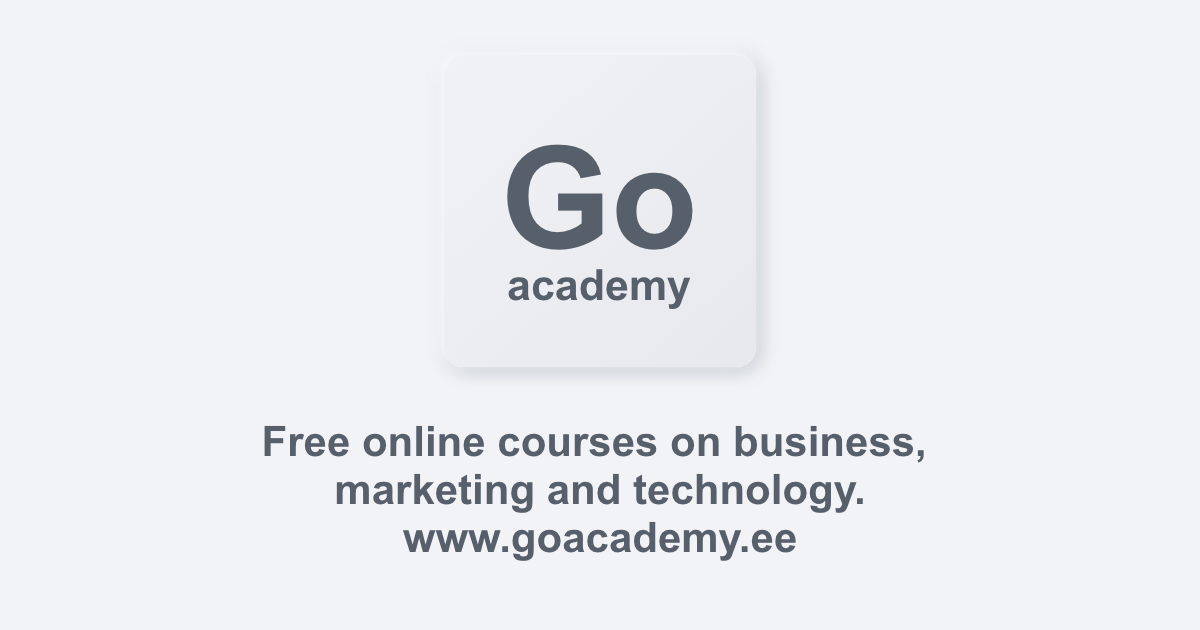 Go
academy
Free online courses on business,
marketing and technology.
www.goacademy.ee